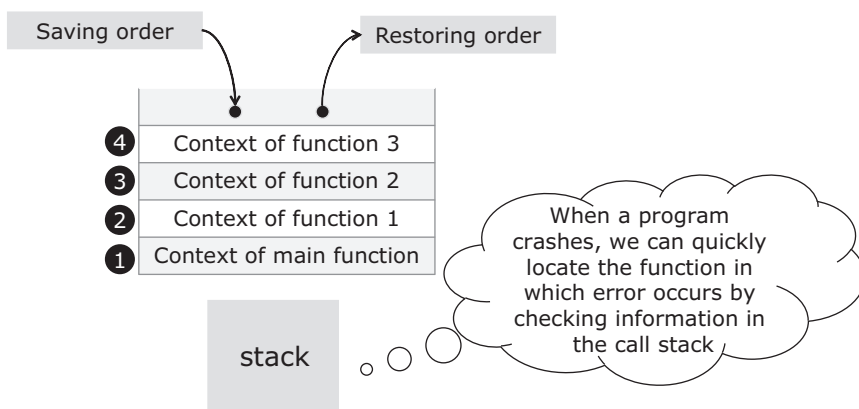 Saving order
Restoring order
4 Context of function 3
3 Context of function 2
2 Context of function 1
1 Context of main function
When a program
crashes, we can quickly
locate the function in
which error occurs by
checking information in
the call stack
stack